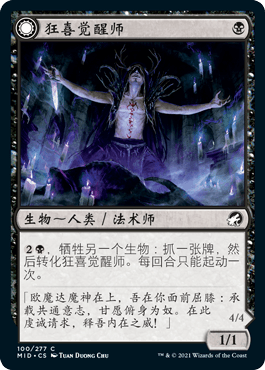 狂喜觉醒师
生物～人类 / 法术师
2, 牺牲另一个生物：抓一张牌，然
后转化狂喜觉醒师。每回合只能起动一
次。
「欧魔达魔神在上，吾在你面前屈膝：承
载共通意志，甘愿俯身为奴。在此
虔诚请求，释吾内在之威！」
4/4
1/1
100/277 C
MID • CS TUAN DUONG CHU
™ & © 2021 Wizards of the Coast